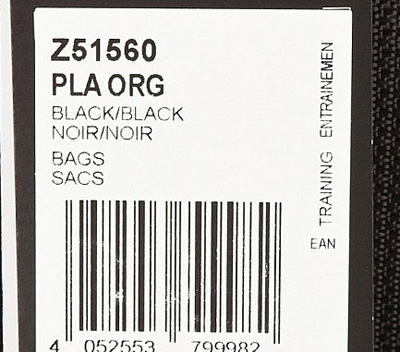 Z51560
PLA ORG
BLACK/BLACK
NOIR/NOIR
BAGS
SACS
4 052553 799982
TRAINING ENTRAINEMEN
EAN